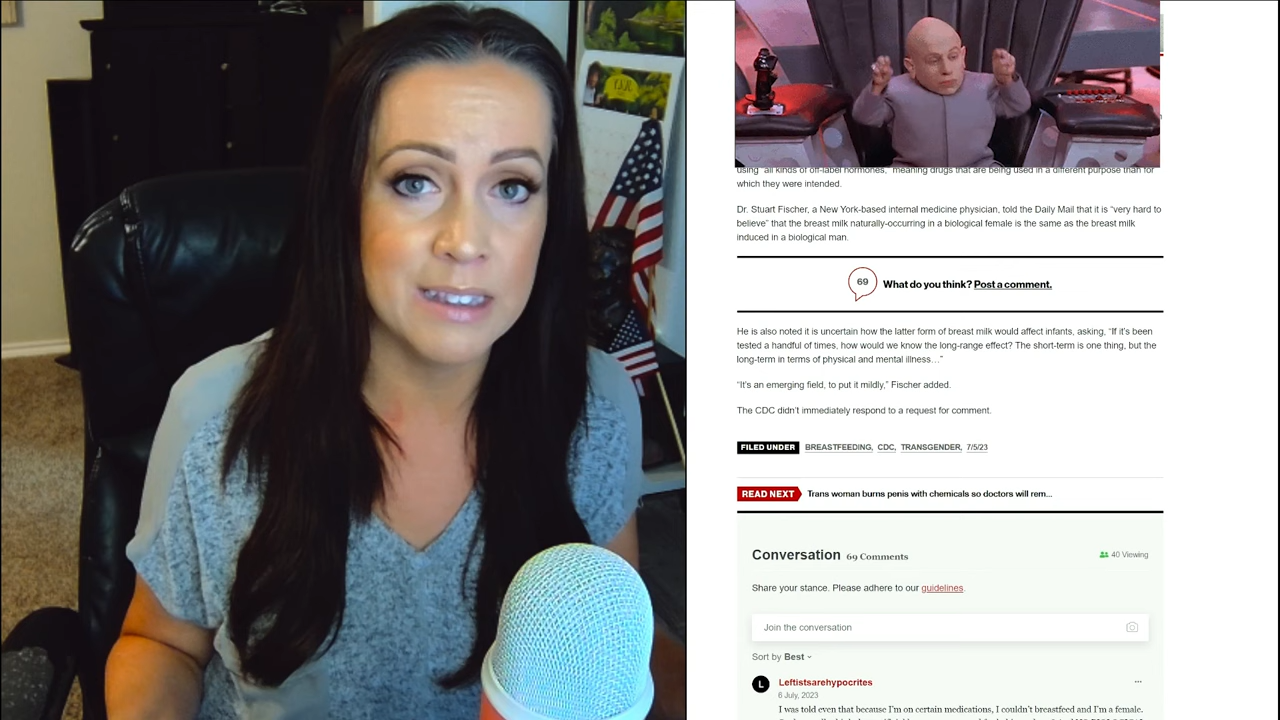 using "all kinds of off-label hormones," meaning drugs that are being used in a different purpose than for
which they were intended.
Dr. Stuart Fischer, a New York-based internal medicine physician, told the Daily Mail that it is "very hard to
believe" that the breast milk naturally-occurring in a biological female is the same as the breast milk
induced in a biological man.
69
What do you think? Post a comment.
He is also noted it is uncertain how the latter form of breast milk would affect infants, asking, "If it's been
tested a handful of times, how would we know the long-range effect? The short-term is one thing, but the
long-term in terms of physical and mental illness…"
"It's an emerging field, to put it mildly," Fischer added.
The CDC didn't immediately respond to a request for comment.
FILED UNDER BREASTFEEDING, CDC, TRANSGENDER, 7/5/23
READ NEXT Trans woman burns penis with chemicals so doctors will rem...
Conversation 69 Comments
40 Viewing
Share your stance. Please adhere to our guidelines.
Join the conversation
Sort by Best
L
Leftistsarehypocrites
6 July, 2023
I was told even that because I'm on certain medications, I couldn't breastfeed and I'm a female.